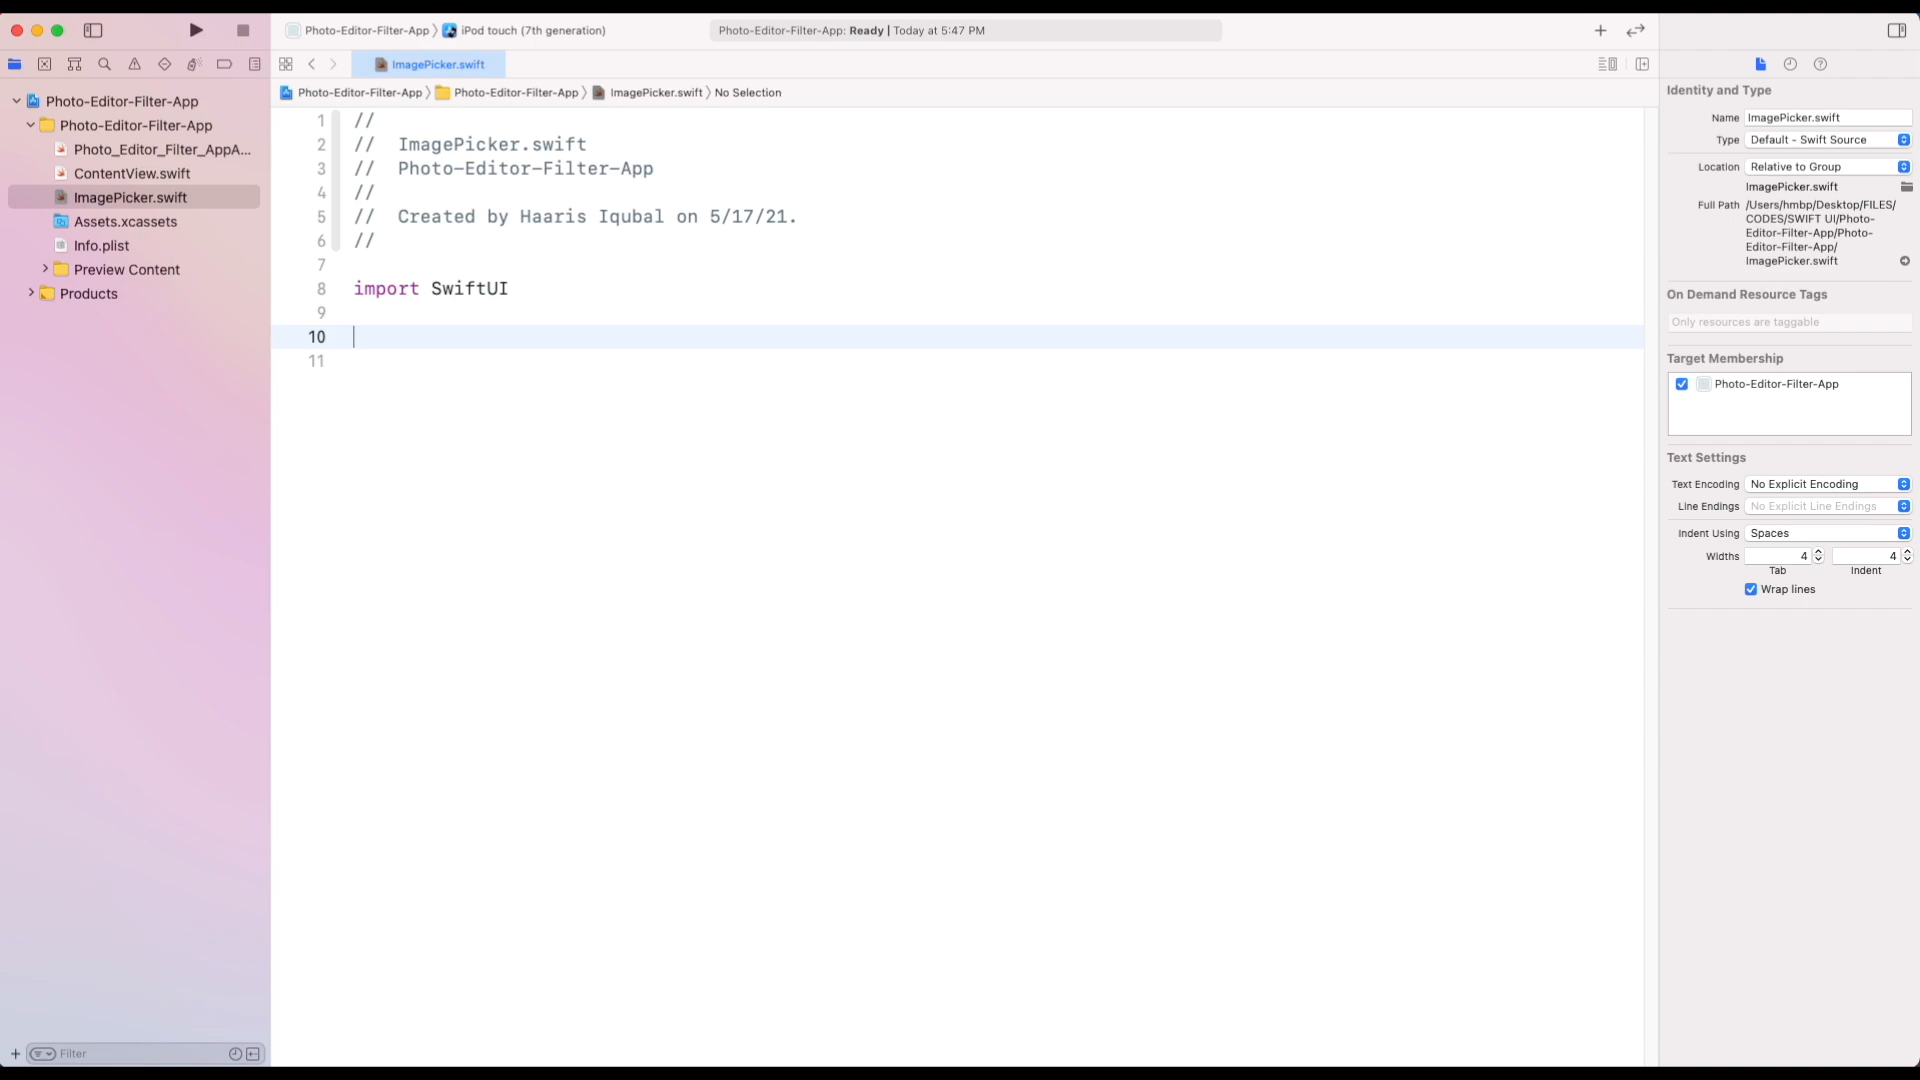 Photo-Editor-Filter-App 〉 iPod touch (7th generation)
Photo-Editor-Filter-App: Ready | Today at 5:47 PM
ImagePicker.swift
Photo-Editor-Filter-App 〉 Photo-Editor-Filter-App 〉 ImagePicker.swift 〉 No Selection
Photo-Editor-Filter-App
Photo-Editor-Filter-App
Photo_Editor_Filter_AppA...
ContentView.swift
ImagePicker.swift
Assets.xcassets
Info.plist
Preview Content
Products
Filter
1 //
2 //  ImagePicker.swift
3 //  Photo-Editor-Filter-App
4 //
5 //  Created by Haaris Iqubal on 5/17/21.
6 //
7
8 import SwiftUI
9
10
11
Identity and Type
Name ImagePicker.swift
Type Default - Swift Source
Location Relative to Group
ImagePicker.swift
Full Path /Users/hmbp/Desktop/FILES/
CODES/SWIFT UI/Photo-
Editor-Filter-App/Photo-
Editor-Filter-App/
ImagePicker.swift
On Demand Resource Tags
Only resources are taggable
Target Membership
Photo-Editor-Filter-App
Text Settings
Text Encoding No Explicit Encoding
Line Endings No Explicit Line Endings
Indent Using Spaces
Widths 4 4
Tab Indent
Wrap lines